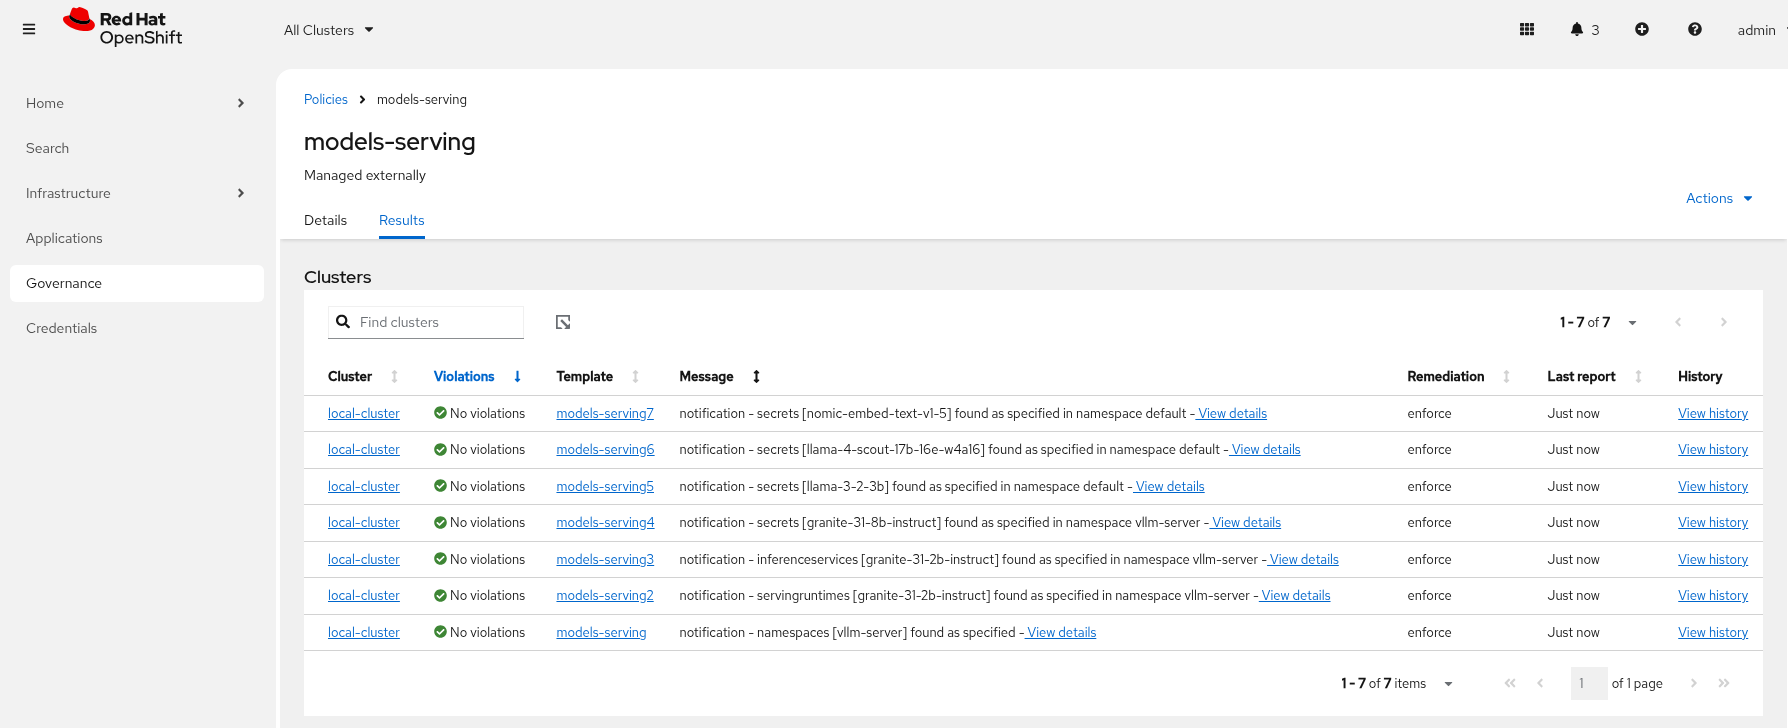 Red Hat
OpenShift
All Clusters
3
admin
Home
Search
Infrastructure
Applications
Governance
Credentials
Policies models-serving
models-serving
Managed externally
Actions
Details Results
Clusters
Find clusters
1 - 7 of 7
Cluster Violations Template Message Remediation Last report History
local-cluster No violations models-serving7 notification - secrets [nomic-embed-text-v1-5] found as specified in namespace default - View details enforce Just now View history
local-cluster No violations models-serving6 notification - secrets [llama-4-scout-17b-16e-w4a16] found as specified in namespace default - View details enforce Just now View history
local-cluster No violations models-serving5 notification - secrets [llama-3-2-3b] found as specified in namespace default - View details enforce Just now View history
local-cluster No violations models-serving4 notification - secrets [granite-31-8b-instruct] found as specified in namespace vllm-server - View details enforce Just now View history
local-cluster No violations models-serving3 notification - inferenceservices [granite-31-2b-instruct] found as specified in namespace vllm-server - View details enforce Just now View history
local-cluster No violations models-serving2 notification - servingruntimes [granite-31-2b-instruct] found as specified in namespace vllm-server - View details enforce Just now View history
local-cluster No violations models-serving notification - namespaces [vllm-server] found as specified - View details enforce Just now View history
1 - 7 of 7 items 1 of 1 page